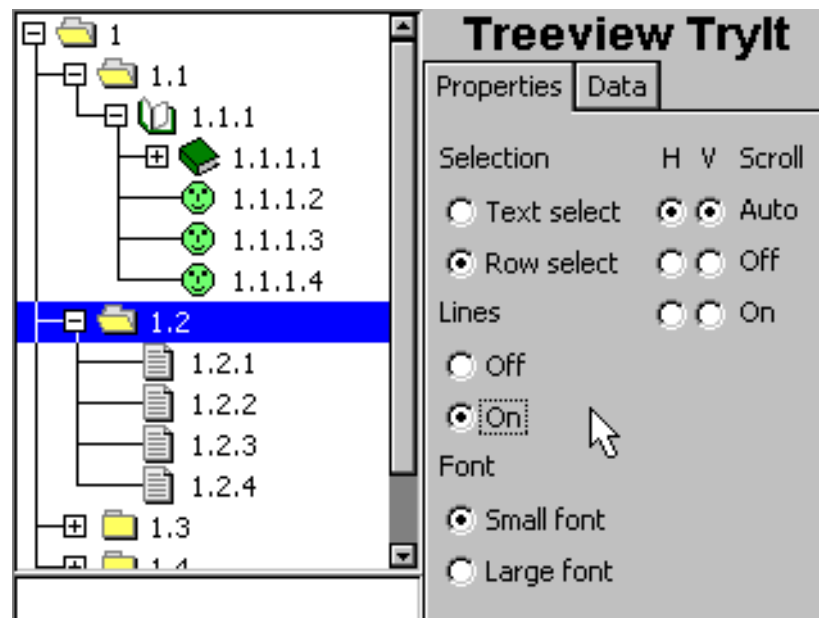 1
1.1
1.1.1
1.1.1.1
1.1.1.2
1.1.1.3
1.1.1.4
1.2
1.2.1
1.2.2
1.2.3
1.2.4
1.3
1.4
Treeview TryIt
Properties Data
Selection H V Scroll
Text select Auto
Row select Off
Lines On
Off
On
Font
Small font
Large font